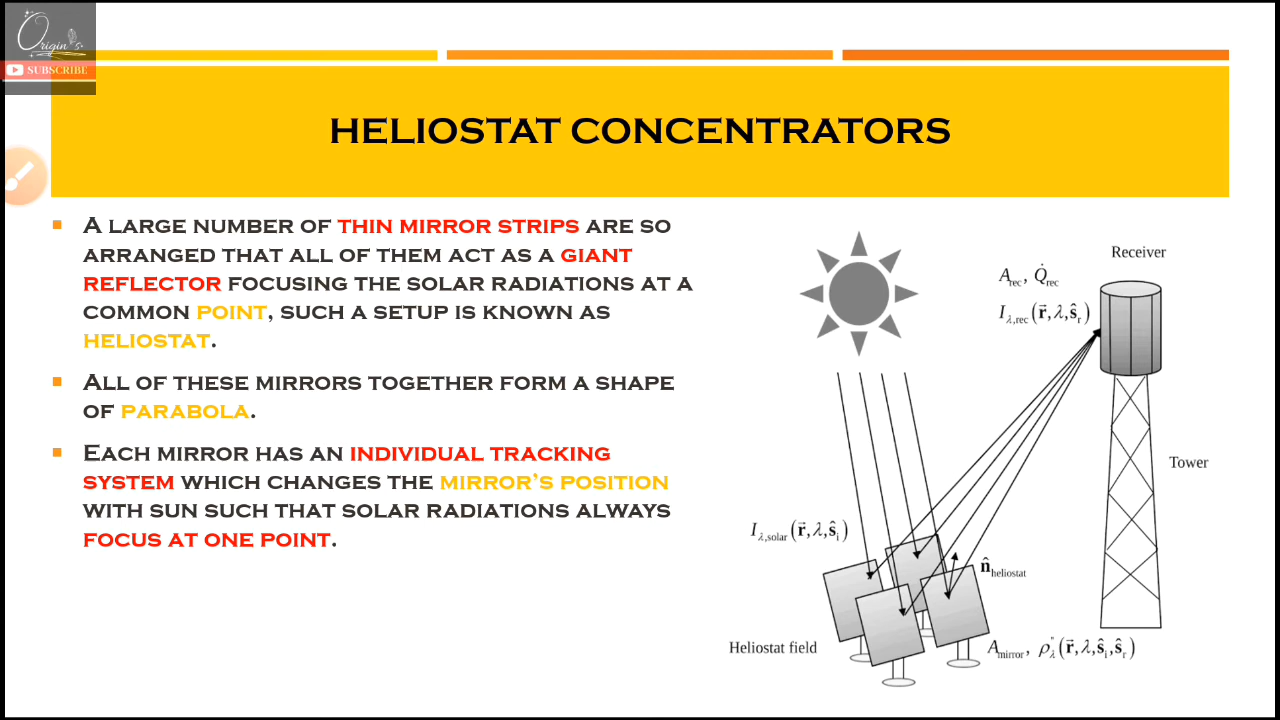 Origin's
SUBSCRIBE
HELIOSTAT CONCENTRATORS
A LARGE NUMBER OF THIN MIRROR STRIPS ARE SO
ARRANGED THAT ALL OF THEM ACT AS A GIANT
REFLECTOR FOCUSING THE SOLAR RADIATIONS AT A
COMMON POINT, SUCH A SETUP IS KNOWN AS
HELIOSTAT.
ALL OF THESE MIRRORS TOGETHER FORM A SHAPE
OF PARABOLA.
EACH MIRROR HAS AN INDIVIDUAL TRACKING
SYSTEM WHICH CHANGES THE MIRROR'S POSITION
WITH SUN SUCH THAT SOLAR RADIATIONS ALWAYS
FOCUS AT ONE POINT.
Receiver
A_rec, Q̇_rec
I_λ,rec (r⃗,λ,ŝ_r)
Tower
I_λ,solar (r⃗,λ,ŝ_i)
n̂_heliostat
Heliostat field
A_mirror, ρ″_λ (r⃗,λ,ŝ_i,ŝ_r)